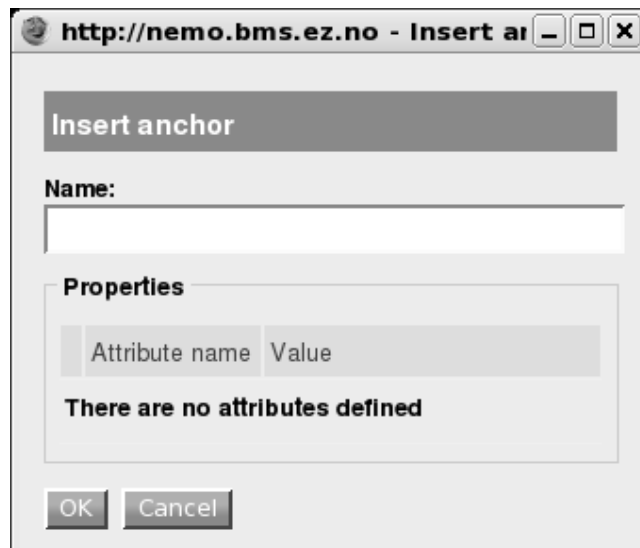 http://nemo.bms.ez.no - Insert ar
Insert anchor
Name:
Properties
Attribute name Value
There are no attributes defined
OK Cancel